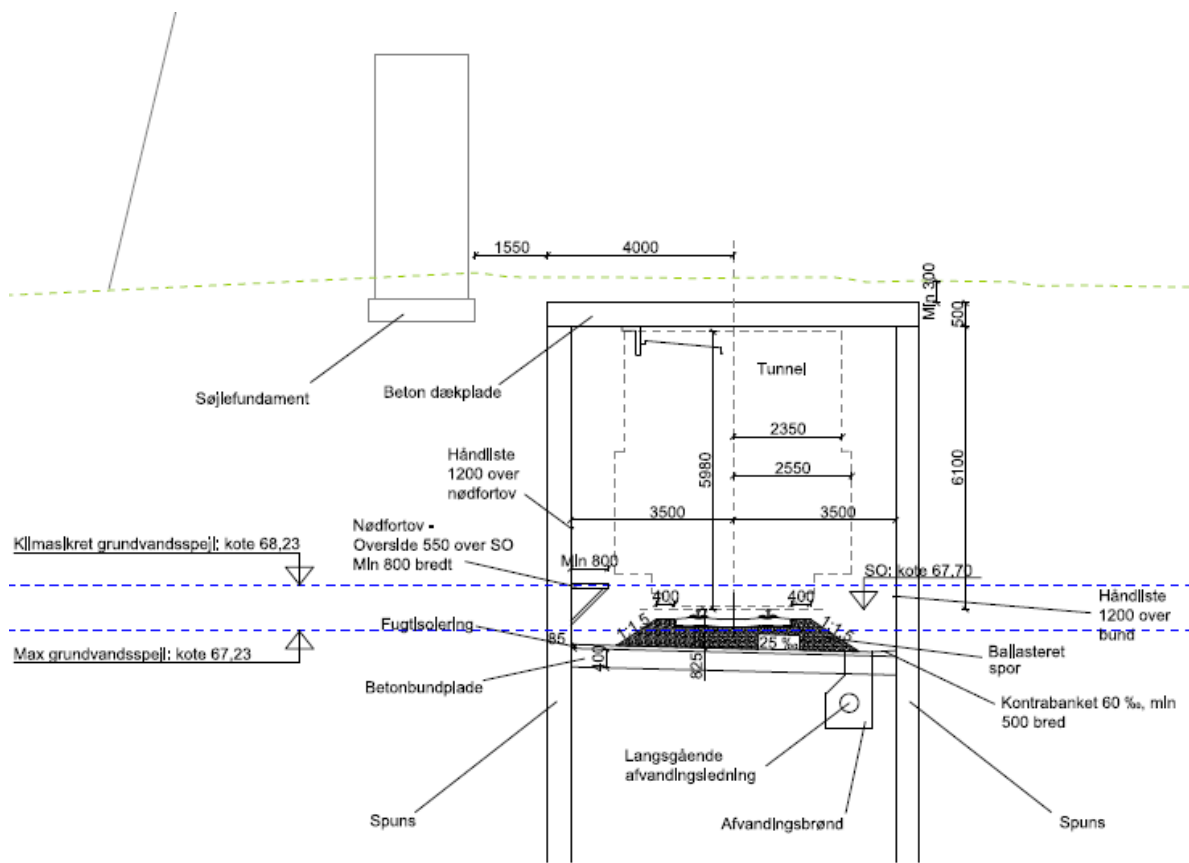 1550
4000
Min 300
500
Søjlefundament
Beton dækplade
Tunnel
2350
2550
5980
6100
Håndliste
1200 over
nødfortov
3500
3500
Nødfortov -
Overside 550 over SO
Min 800 bredt
Min 800
Klimasikret grundvandsspejl: kote 68,23
SO: kote 67,70
400
400
Håndliste
1200 over
bund
Fugtisolering
1:1.5
1:1.5
85
25 ‰
Max grundvandsspejl: kote 67,23
400
825
Ballasteret
spor
Betonbundplade
Kontrabanket 60 ‰, min
500 bred
Langsgående
afvandingsledning
Spuns
Afvandingsbrønd
Spuns